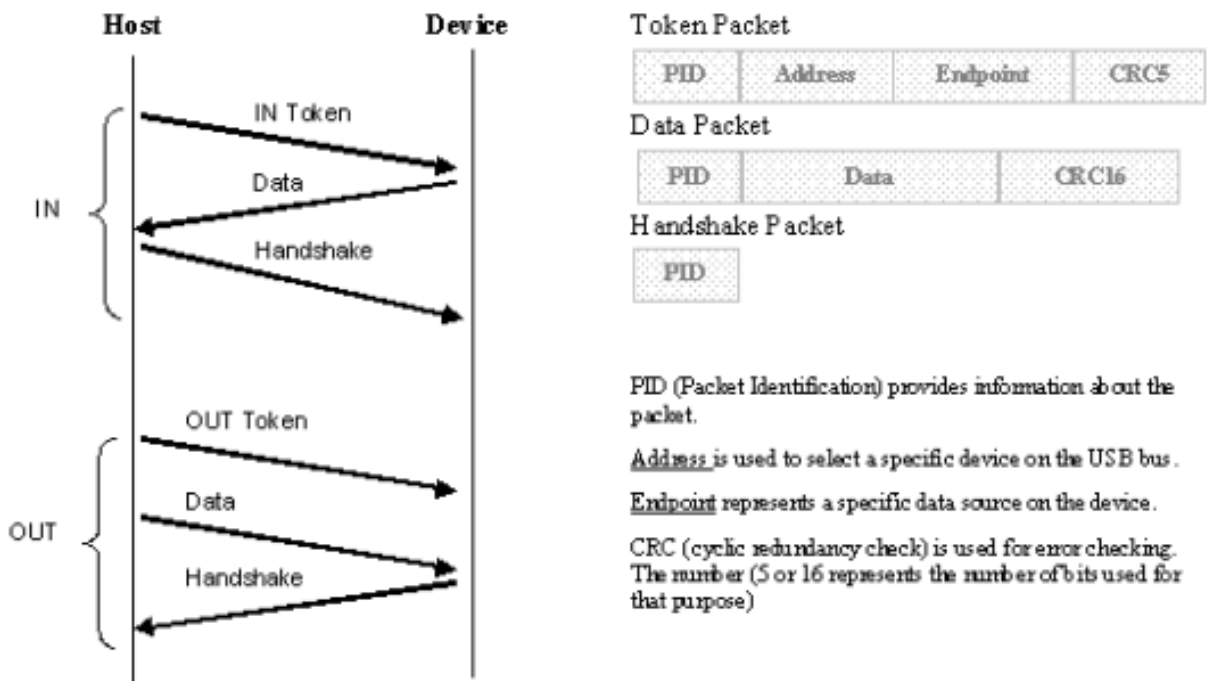 Host
Device
IN Token
Data
IN
Handshake
OUT Token
Data
OUT
Handshake
Token Packet
PID Address Endpoint CRC5
Data Packet
PID Data CRC16
Handshake Packet
PID
PID (Packet Identification) provides information about the
packet.
Address is used to select a specific device on the USB bus.
Endpoint represents a specific data source on the device.
CRC (cyclic redundancy check) is used for error checking.
The number (5 or 16 represents the number of bits used for
that purpose)